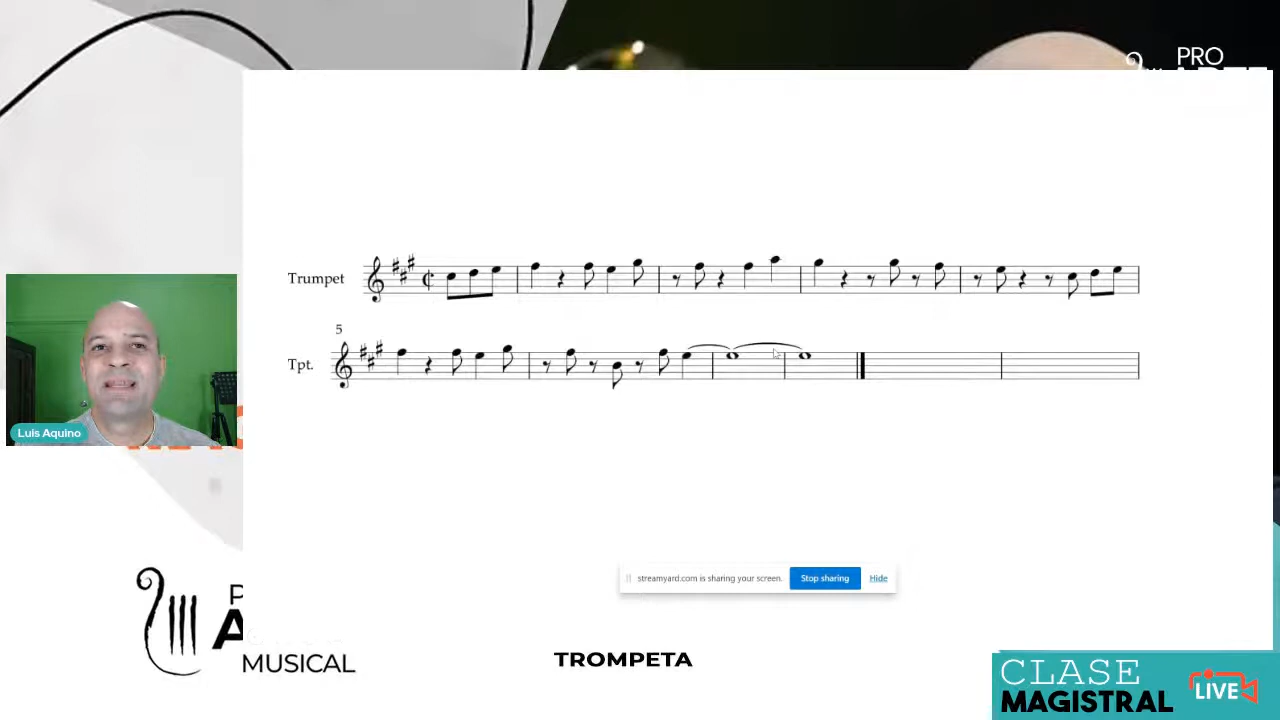 PRO
Trumpet
5
Tpt.
Luis Aquino
streamyard.com is sharing your screen. Stop sharing Hide
MUSICAL
TROMPETA
CLASE
MAGISTRAL LIVE